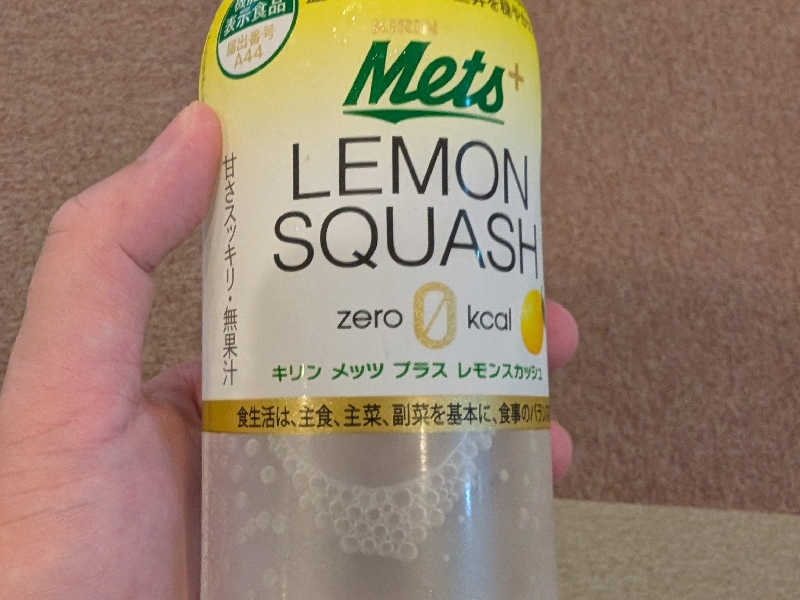 表示食品
届出番号
A44
Mets+
LEMON
SQUASH
zero 0 kcal
甘さスッキリ・無果汁
キリン メッツ プラス レモンスカッシュ
食生活は、主食、主菜、副菜を基本に、食事のバラン